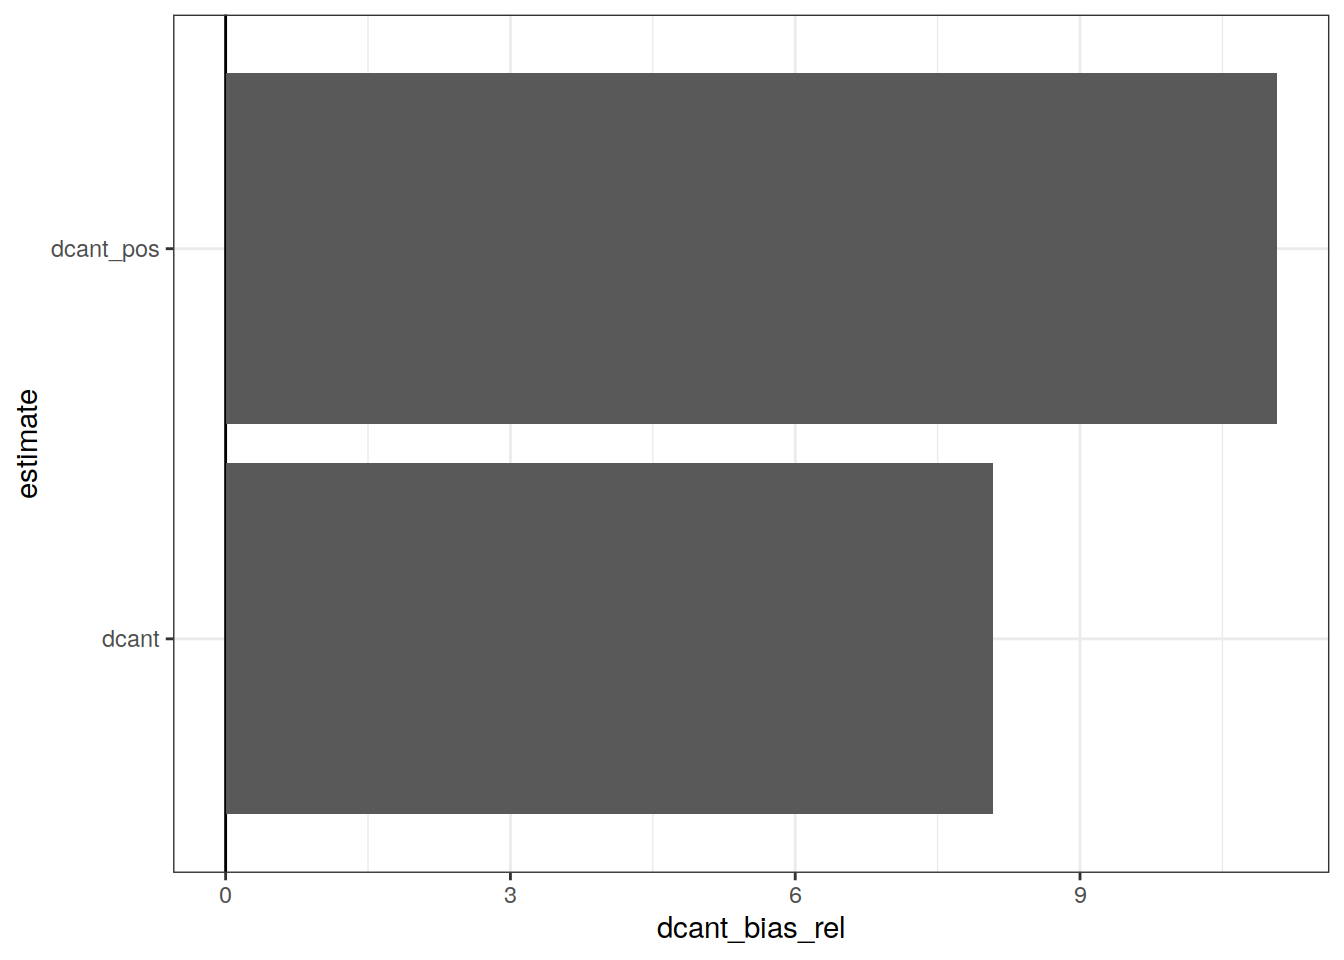 dcant_pos
dcant
estimate
0 3 6 9
dcant_bias_rel